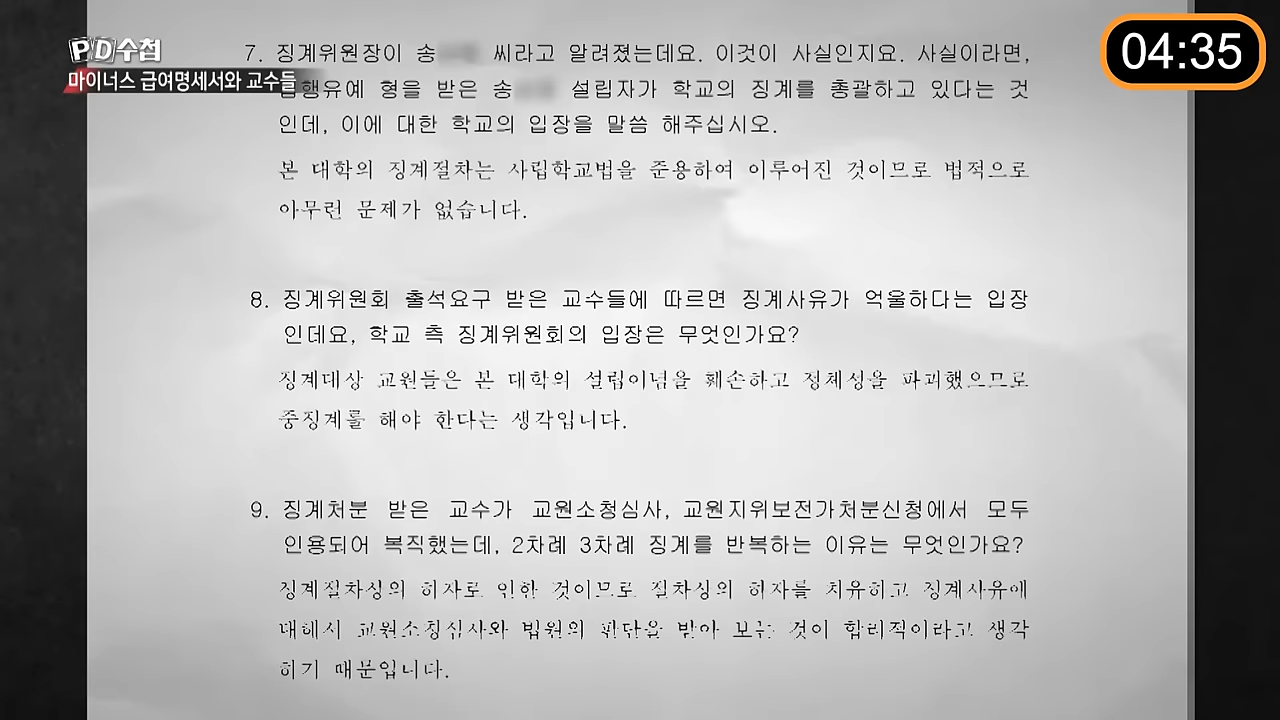 PD수첩
마이너스 급여명세서와 교수들
04:35
7. 징계위원장이 송 씨라고 알려졌는데요. 이것이 사실인지요. 사실이라면,
집행유예 형을 받은 송 설립자가 학교의 징계를 총괄하고 있다는 것
인데, 이에 대한 학교의 입장을 말씀 해주십시오.
본 대학의 징계절차는 사립학교법을 준용하여 이루어진 것이므로 법적으로
아무런 문제가 없습니다.
8. 징계위원회 출석요구 받은 교수들에 따르면 징계사유가 억울하다는 입장
인데요, 학교 측 징계위원회의 입장은 무엇인가요?
징계대상 교원들은 본 대학의 설립이념을 훼손하고 정체성을 파괴했으므로
중징계를 해야 한다는 생각입니다.
9. 징계처분 받은 교수가 교원소청심사, 교원지위보전가처분신청에서 모두
인용되어 복직했는데, 2차례 3차례 징계를 반복하는 이유는 무엇인가요?
징계절차상의 하자로 인한 것이므로 절차상의 하자를 치유하고 징계사유에
대해서 교원소청심사와 법원의 판단을 받아 보는 것이 합리적이라고 생각
하기 때문입니다.